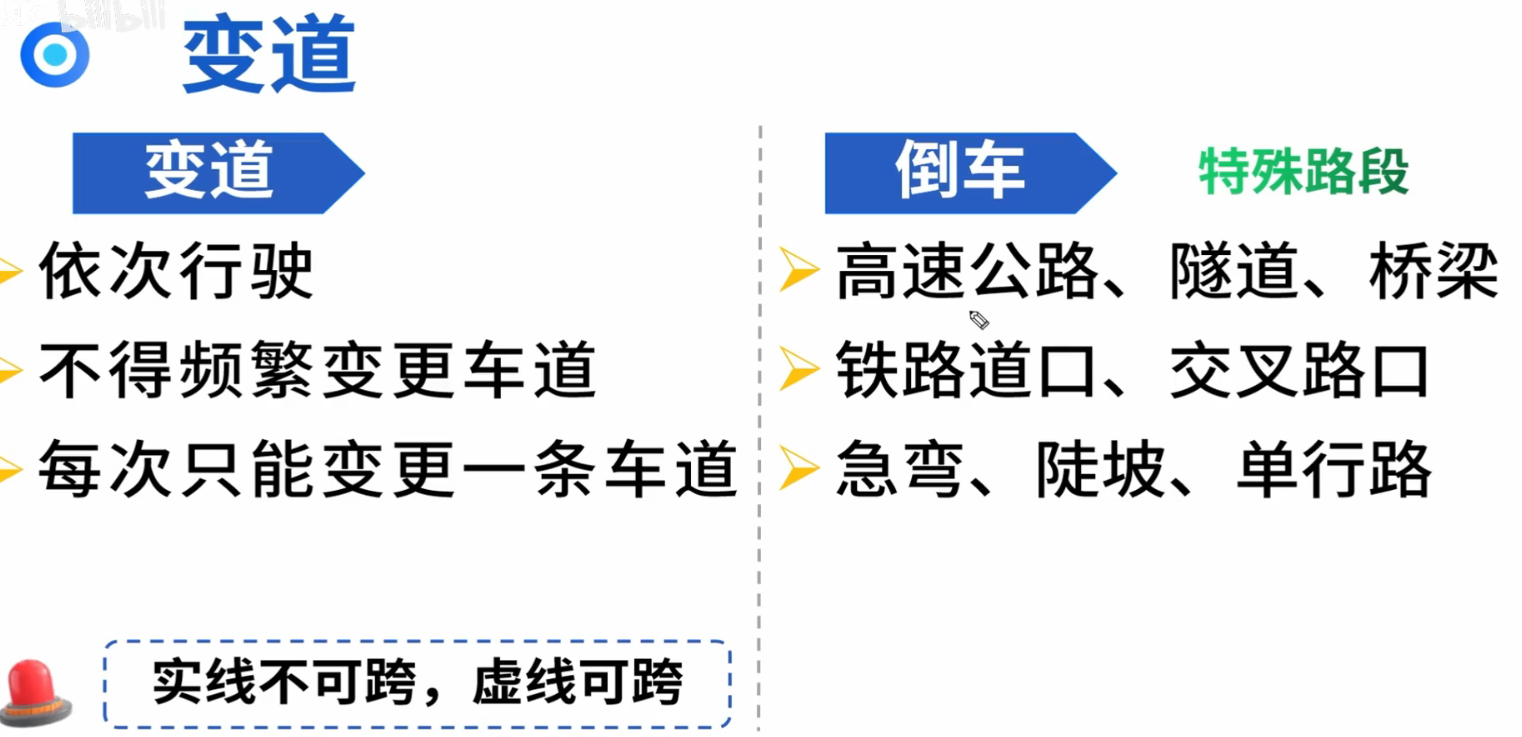 变道
变道
依次行驶
不得频繁变更车道
每次只能变更一条车道
实线不可跨，虚线可跨
倒车
特殊路段
高速公路、隧道、桥梁
铁路道口、交叉路口
急弯、陡坡、单行路